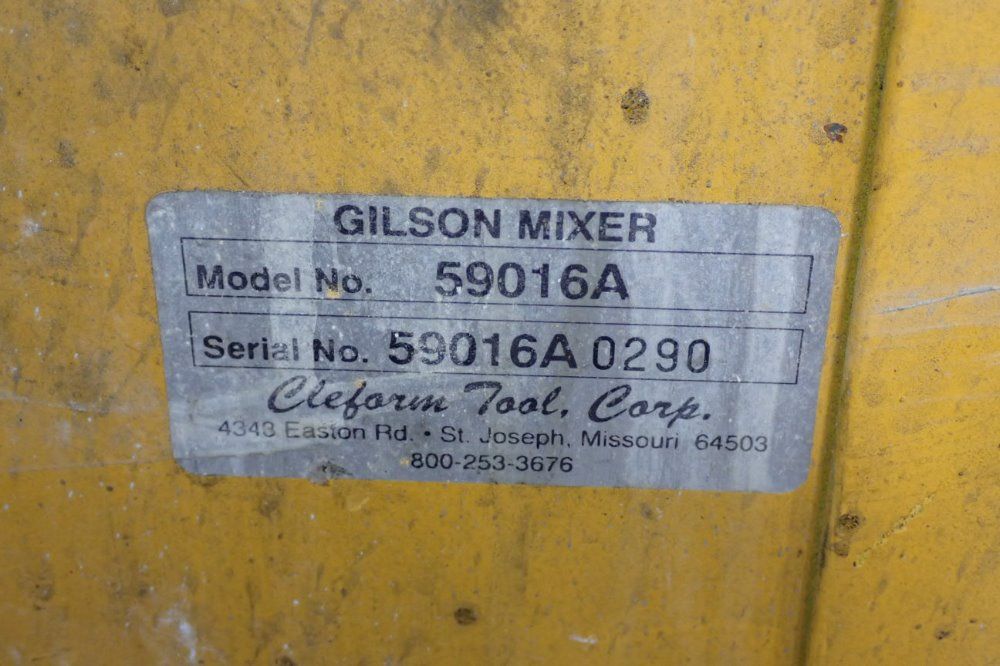 GILSON MIXER
Model No. 59016A
Serial No. 59016A 0290
Cleform Tool, Corp.
4343 Easton Rd. • St. Joseph, Missouri 64503
800-253-3676